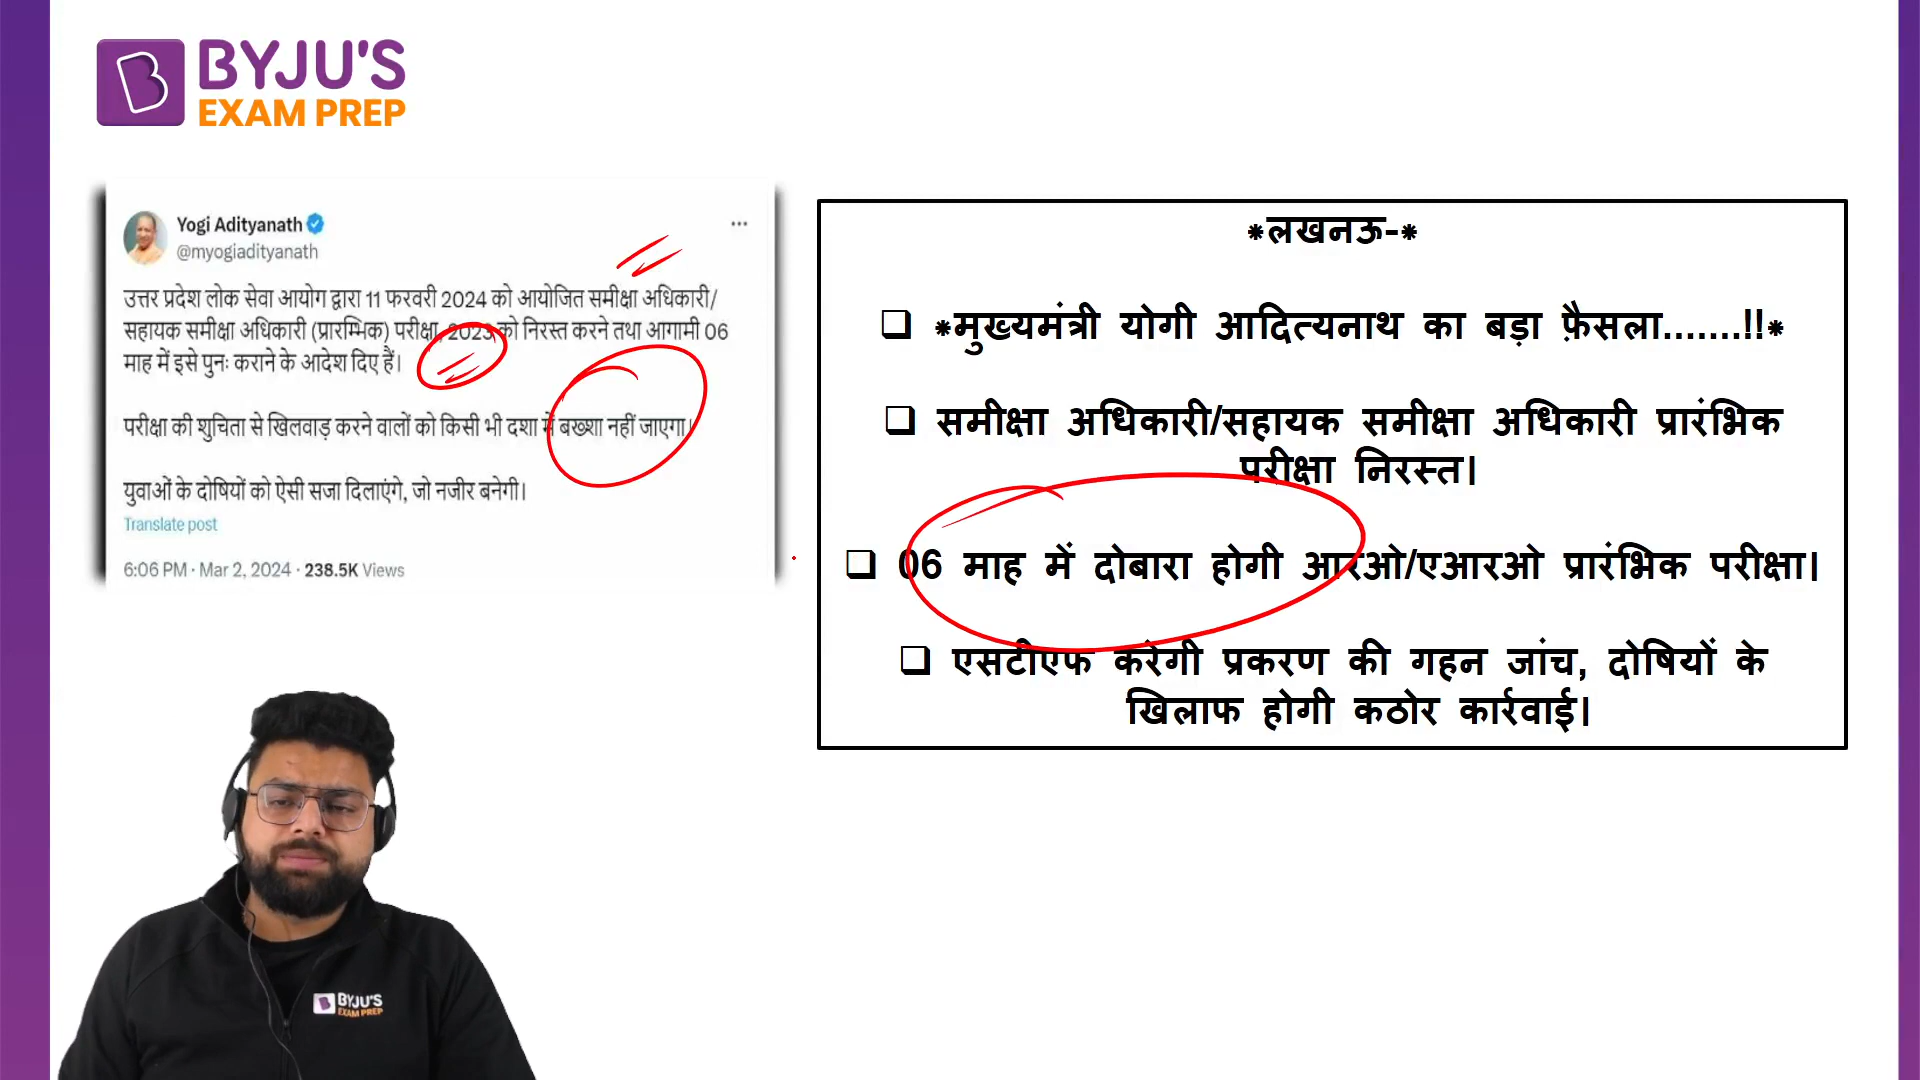 BYJU'S
EXAM PREP
Yogi Adityanath
@myogiadityanath
उत्तर प्रदेश लोक सेवा आयोग द्वारा 11 फरवरी 2024 को आयोजित समीक्षा अधिकारी/
सहायक समीक्षा अधिकारी (प्रारम्भिक) परीक्षा, 2023 को निरस्त करने तथा आगामी 06
माह में इसे पुनः कराने के आदेश दिए हैं।
परीक्षा की शुचिता से खिलवाड़ करने वालों को किसी भी दशा में बख्शा नहीं जाएगा।
युवाओं के दोषियों को ऐसी सजा दिलाएंगे, जो नजीर बनेगी।
Translate post
6:06 PM · Mar 2, 2024 · 238.5K Views
*लखनऊ-*
*मुख्यमंत्री योगी आदित्यनाथ का बड़ा फ़ैसला.......!!*
समीक्षा अधिकारी/सहायक समीक्षा अधिकारी प्रारंभिक
परीक्षा निरस्त।
06 माह में दोबारा होगी आरओ/एआरओ प्रारंभिक परीक्षा।
एसटीएफ करेगी प्रकरण की गहन जांच, दोषियों के
खिलाफ होगी कठोर कार्रवाई।
BYJU'S
EXAM PREP